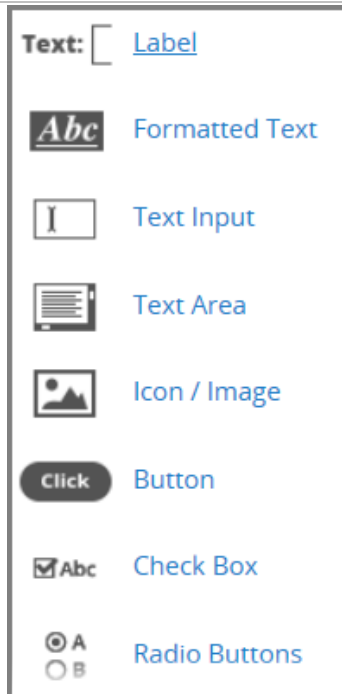 Text: Label
Abc Formatted Text
Text Input
Text Area
Icon / Image
Click Button
Abc Check Box
A
B Radio Buttons